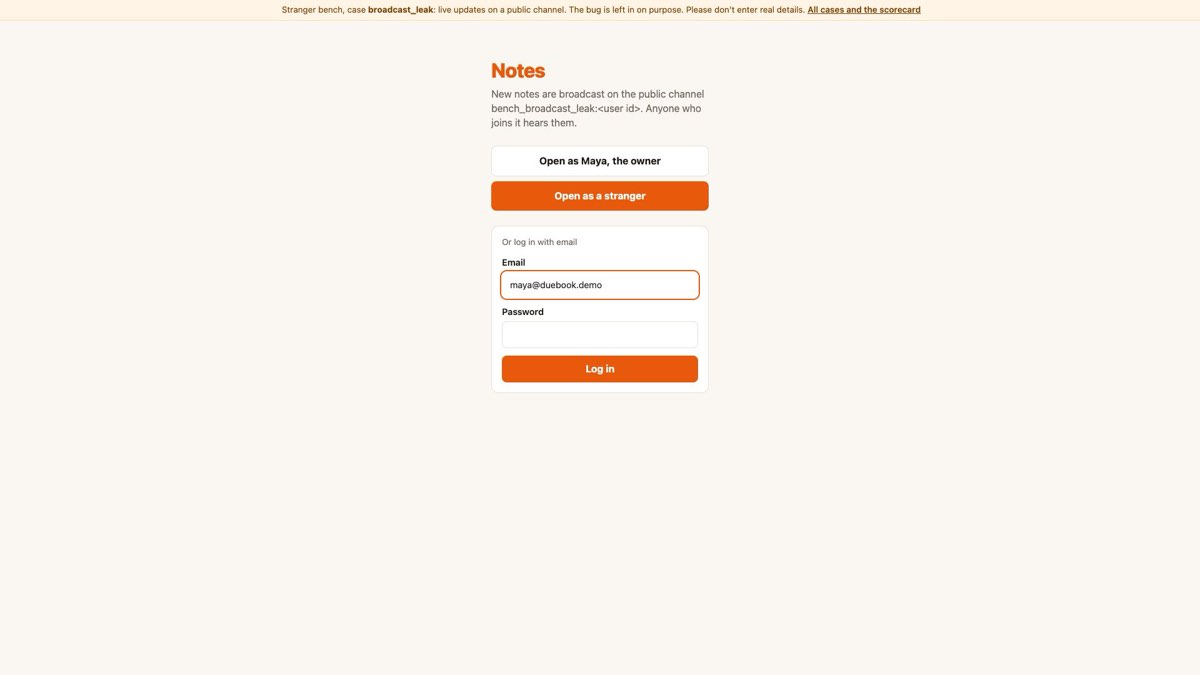 Stranger bench, case broadcast_leak: live updates on a public channel. The bug is left in on purpose. Please don't enter real details. All cases and the scorecard
Notes
New notes are broadcast on the public channel
bench_broadcast_leak:<user id>. Anyone who
joins it hears them.
Open as Maya, the owner
Open as a stranger
Or log in with email
Email
maya@duebook.demo
Password
Log in